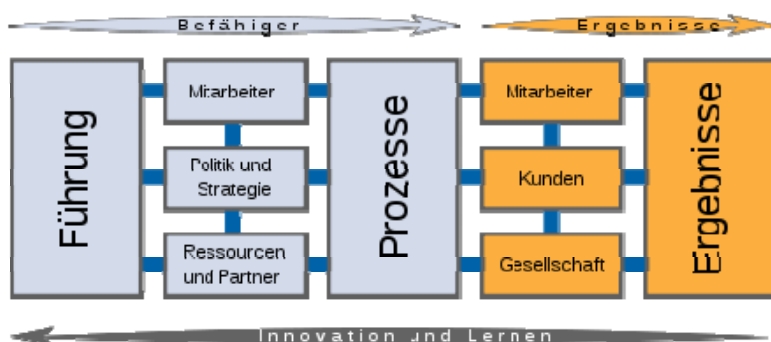 Befähiger
Ergebnisse
Führung
Mitarbeiter
Politik und
Strategie
Ressourcen
und Partner
Prozesse
Mitarbeiter
Kunden
Gesellschaft
Ergebnisse
Innovation und Lernen